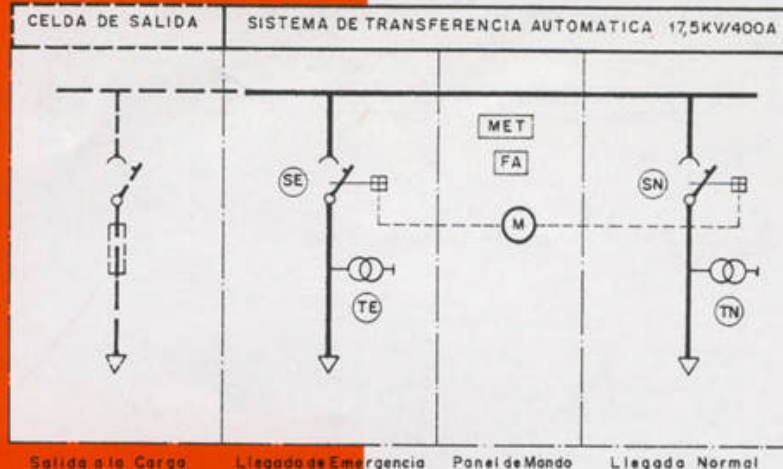 CELDA DE SALIDA
SISTEMA DE TRANSFERENCIA AUTOMATICA 17,5KV/400A
MET
FA
SE
SN
M
TE
TN
Salida a la Carga
Llegada de Emergencia
Panel de Mando
Llegada Normal